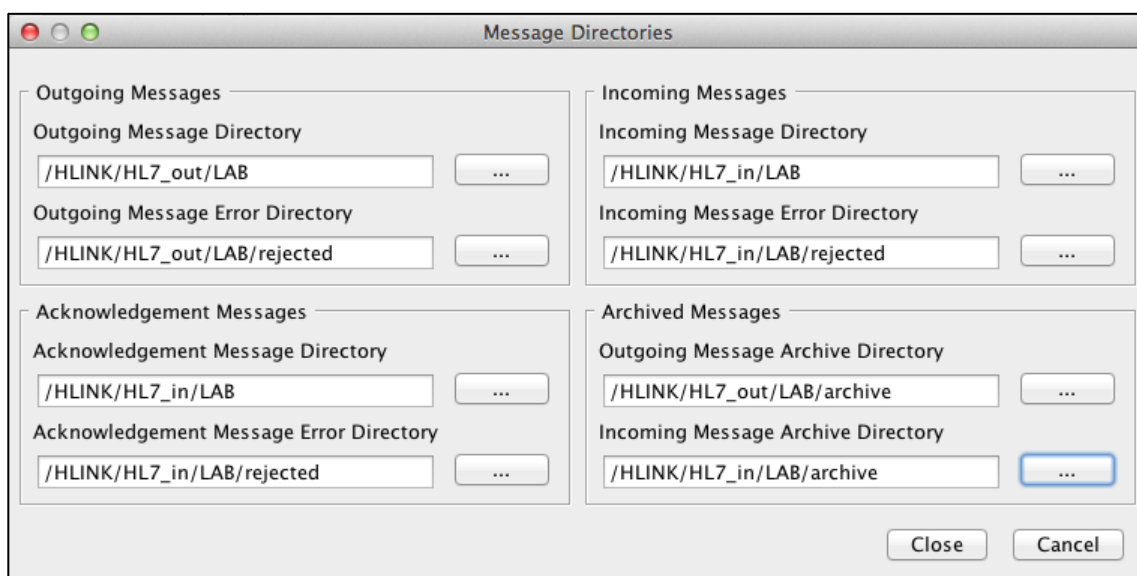 Message Directories
Outgoing Messages
Outgoing Message Directory
/HLINK/HL7_out/LAB
...
Outgoing Message Error Directory
/HLINK/HL7_out/LAB/rejected
...
Incoming Messages
Incoming Message Directory
/HLINK/HL7_in/LAB
...
Incoming Message Error Directory
/HLINK/HL7_in/LAB/rejected
...
Acknowledgement Messages
Acknowledgement Message Directory
/HLINK/HL7_in/LAB
...
Acknowledgement Message Error Directory
/HLINK/HL7_in/LAB/rejected
...
Archived Messages
Outgoing Message Archive Directory
/HLINK/HL7_out/LAB/archive
...
Incoming Message Archive Directory
/HLINK/HL7_in/LAB/archive
...
Close
Cancel